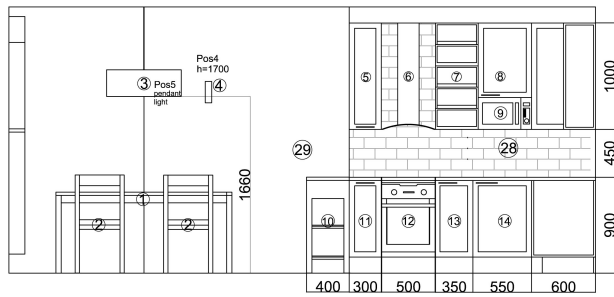 Pos4
h=1700
③ Pos5 ④
pendant
light
⑤ ⑥ ⑦ ⑧
⑨
1000
㉙ ㉘
450
1660
①
② ②
⑩ ⑪ ⑫ ⑬ ⑭
900
400 300 500 350 550 600